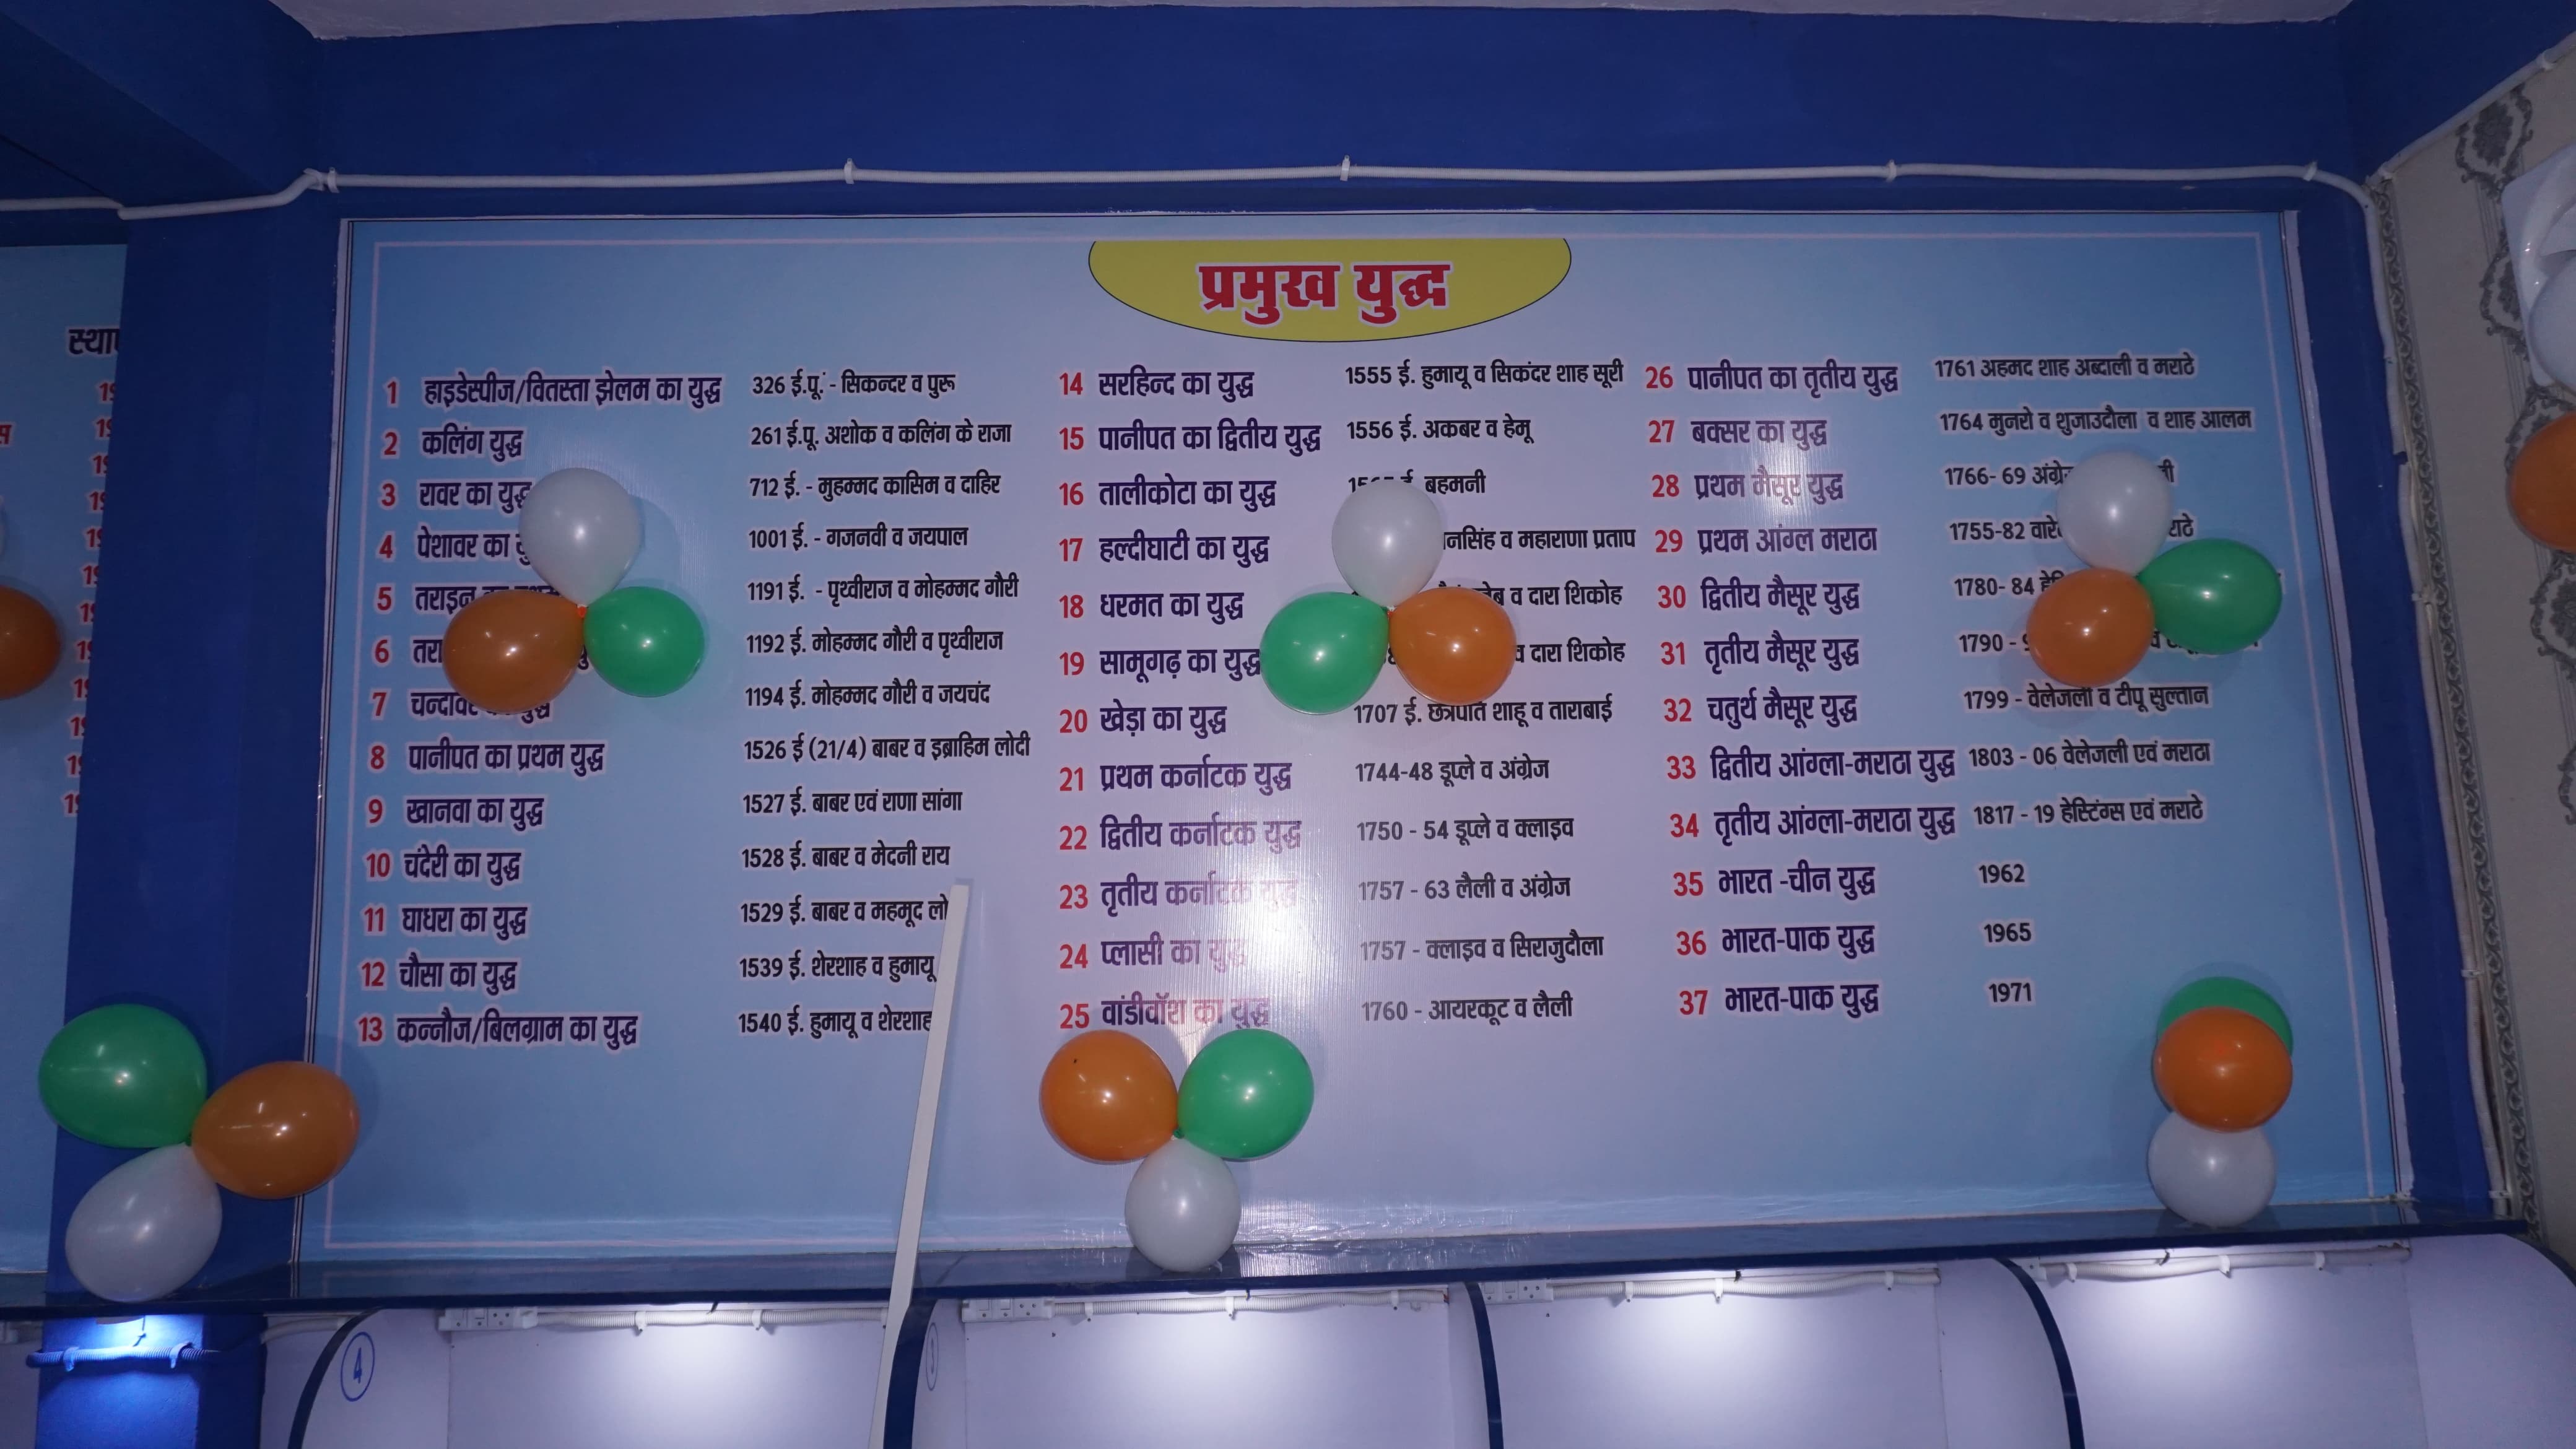 प्रमुख युद्ध
1 हाइडेस्पीज/वितस्ता झेलम का युद्ध 326 ई.पू. - सिकन्दर व पुरू
2 कलिंग युद्ध 261 ई.पू. अशोक व कलिंग के राजा
3 रावर का युद्ध 712 ई. - मुहम्मद कासिम व दाहिर
4 पेशावर का 1001 ई. - गजनवी व जयपाल
5 तराइन 1191 ई. - पृथ्वीराज व मोहम्मद गौरी
6 1192 ई. मोहम्मद गौरी व पृथ्वीराज
7 युद्ध 1194 ई. मोहम्मद गौरी व जयचंद
8 पानीपत का प्रथम युद्ध 1526 ई (21/4) बाबर व इब्राहिम लोदी
9 खानवा का युद्ध 1527 ई. बाबर एवं राणा सांगा
10 चंदेरी का युद्ध 1528 ई. बाबर व मेदनी राय
11 घाघरा का युद्ध 1529 ई. बाबर व महमूद
12 चौसा का युद्ध 1539 ई. शेरशाह व हुमायू
13 कन्नौज/बिलग्राम का युद्ध 1540 ई. हुमायू व शेरशाह
14 सरहिन्द का युद्ध 1555 ई. हुमायू व सिकंदर शाह सूरी
15 पानीपत का द्वितीय युद्ध 1556 ई. अकबर व हेमू
16 तालीकोटा का युद्ध बहमनी
17 हल्दीघाटी का युद्ध व महाराणा प्रताप
18 धरमत का युद्ध व दारा शिकोह
19 सामूगढ़ का युद्ध व दारा शिकोह
20 खेड़ा का युद्ध 1707 ई. छत्रपति शाहू व ताराबाई
21 प्रथम कर्नाटक युद्ध 1744-48 डूप्ले व अंग्रेज
22 द्वितीय कर्नाटक युद्ध 1750 - 54 डूप्ले व क्लाइव
23 तृतीय कर्नाटक युद्ध 1757 - 63 लैली व अंग्रेज
24 प्लासी का युद्ध 1757 - क्लाइव व सिराजुदौला
25 वांडीवॉश का युद्ध 1760 - आयरकूट व लैली
26 पानीपत का तृतीय युद्ध 1761 अहमद शाह अब्दाली व मराठे
27 बक्सर का युद्ध 1764 मुनरो व शुजाउदौला व शाह आलम
28 प्रथम मैसूर युद्ध 1766- 69
29 प्रथम आंग्ल मराठा 1755-82
30 द्वितीय मैसूर युद्ध 1780- 84
31 तृतीय मैसूर युद्ध 1790 -
32 चतुर्थ मैसूर युद्ध 1799 - वेलेजली व टीपू सुल्तान
33 द्वितीय आंग्ला-मराठा युद्ध 1803 - 06 वेलेजली एवं मराठा
34 तृतीय आंग्ला-मराठा युद्ध 1817 - 19 हेस्टिंग्स एवं मराठे
35 भारत -चीन युद्ध 1962
36 भारत-पाक युद्ध 1965
37 भारत-पाक युद्ध 1971
4
3